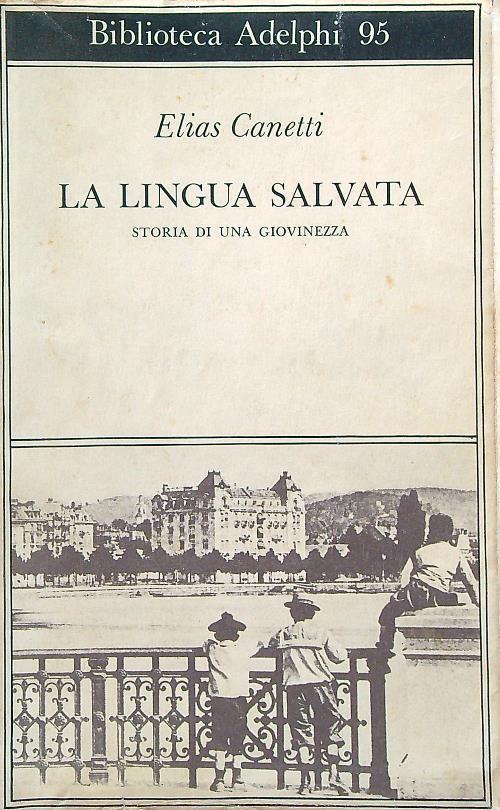 Biblioteca Adelphi 95
Elias Canetti
LA LINGUA SALVATA
STORIA DI UNA GIOVINEZZA